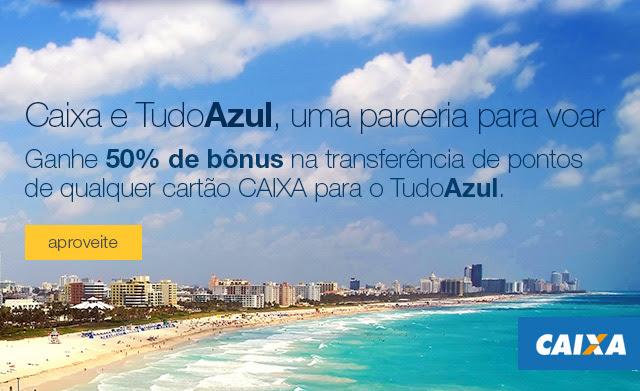 Caixa e TudoAzul, uma parceria para voar
Ganhe 50% de bônus na transferência de pontos
de qualquer cartão CAIXA para o TudoAzul.
aproveite
CAIXA